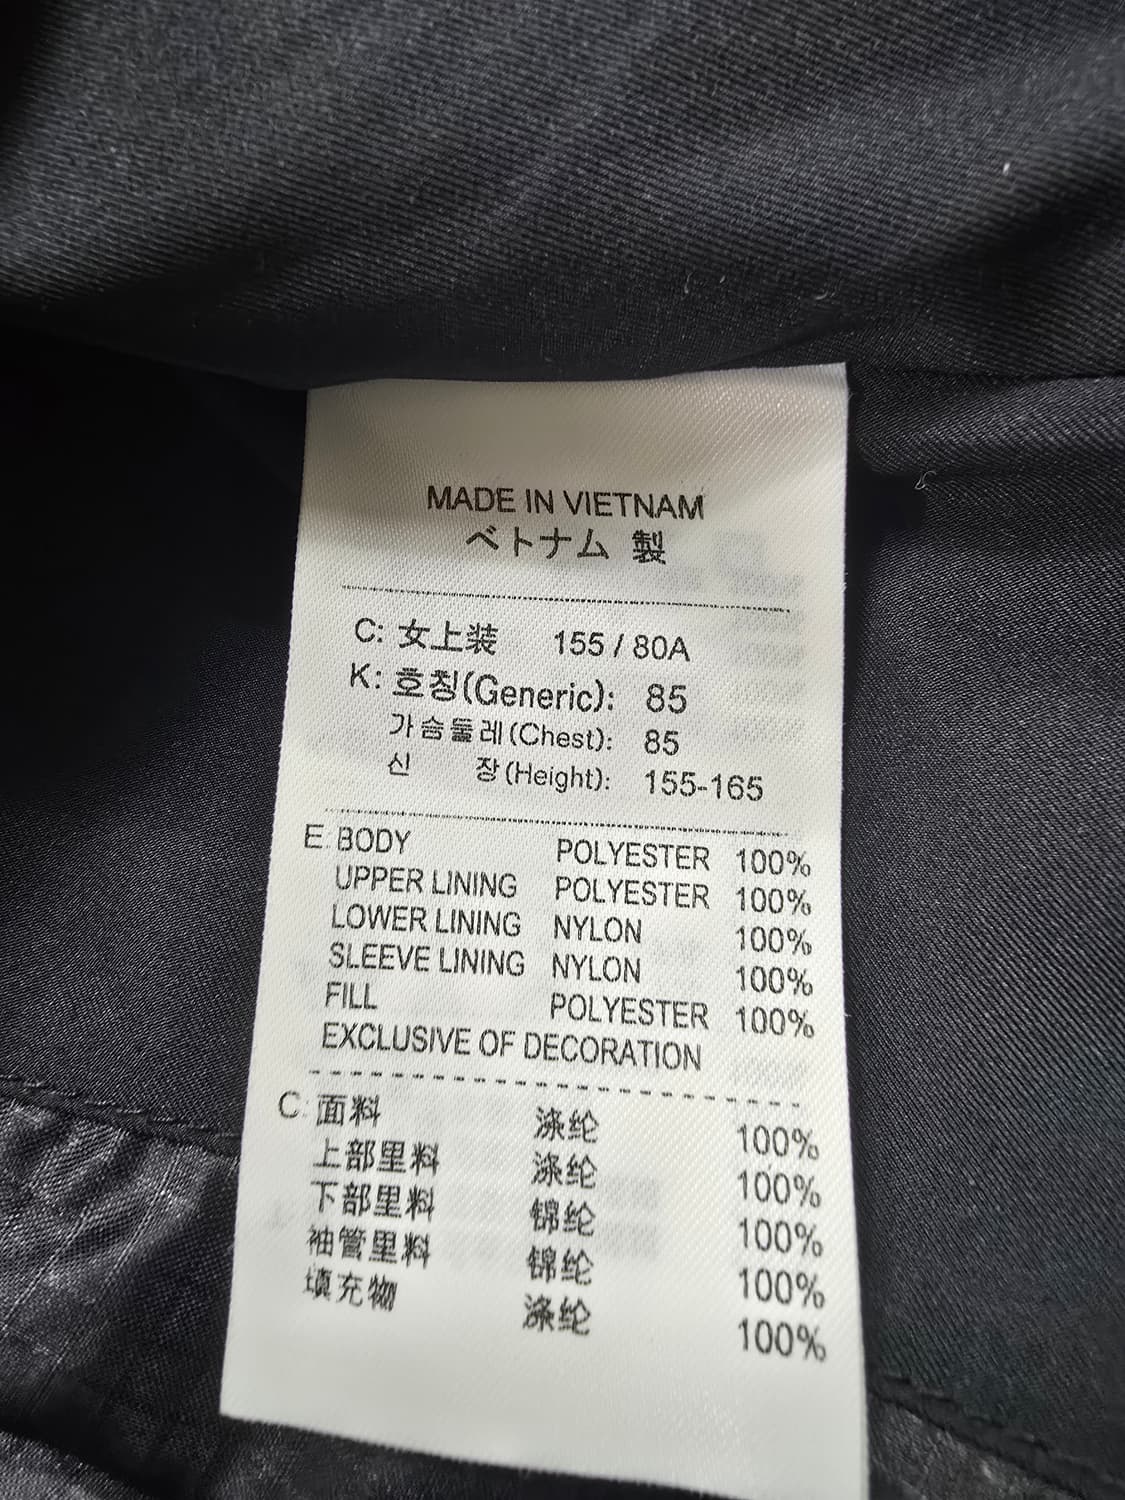 MADE IN VIETNAM
ベトナム 製
C: 女上装 155 / 80A
K: 호칭(Generic): 85
가슴둘레(Chest): 85
신 장(Height): 155-165
E: BODY POLYESTER 100%
UPPER LINING POLYESTER 100%
LOWER LINING NYLON 100%
SLEEVE LINING NYLON 100%
FILL POLYESTER 100%
EXCLUSIVE OF DECORATION
C: 面料 涤纶 100%
上部里料 涤纶 100%
下部里料 锦纶 100%
袖管里料 锦纶 100%
填充物 涤纶 100%